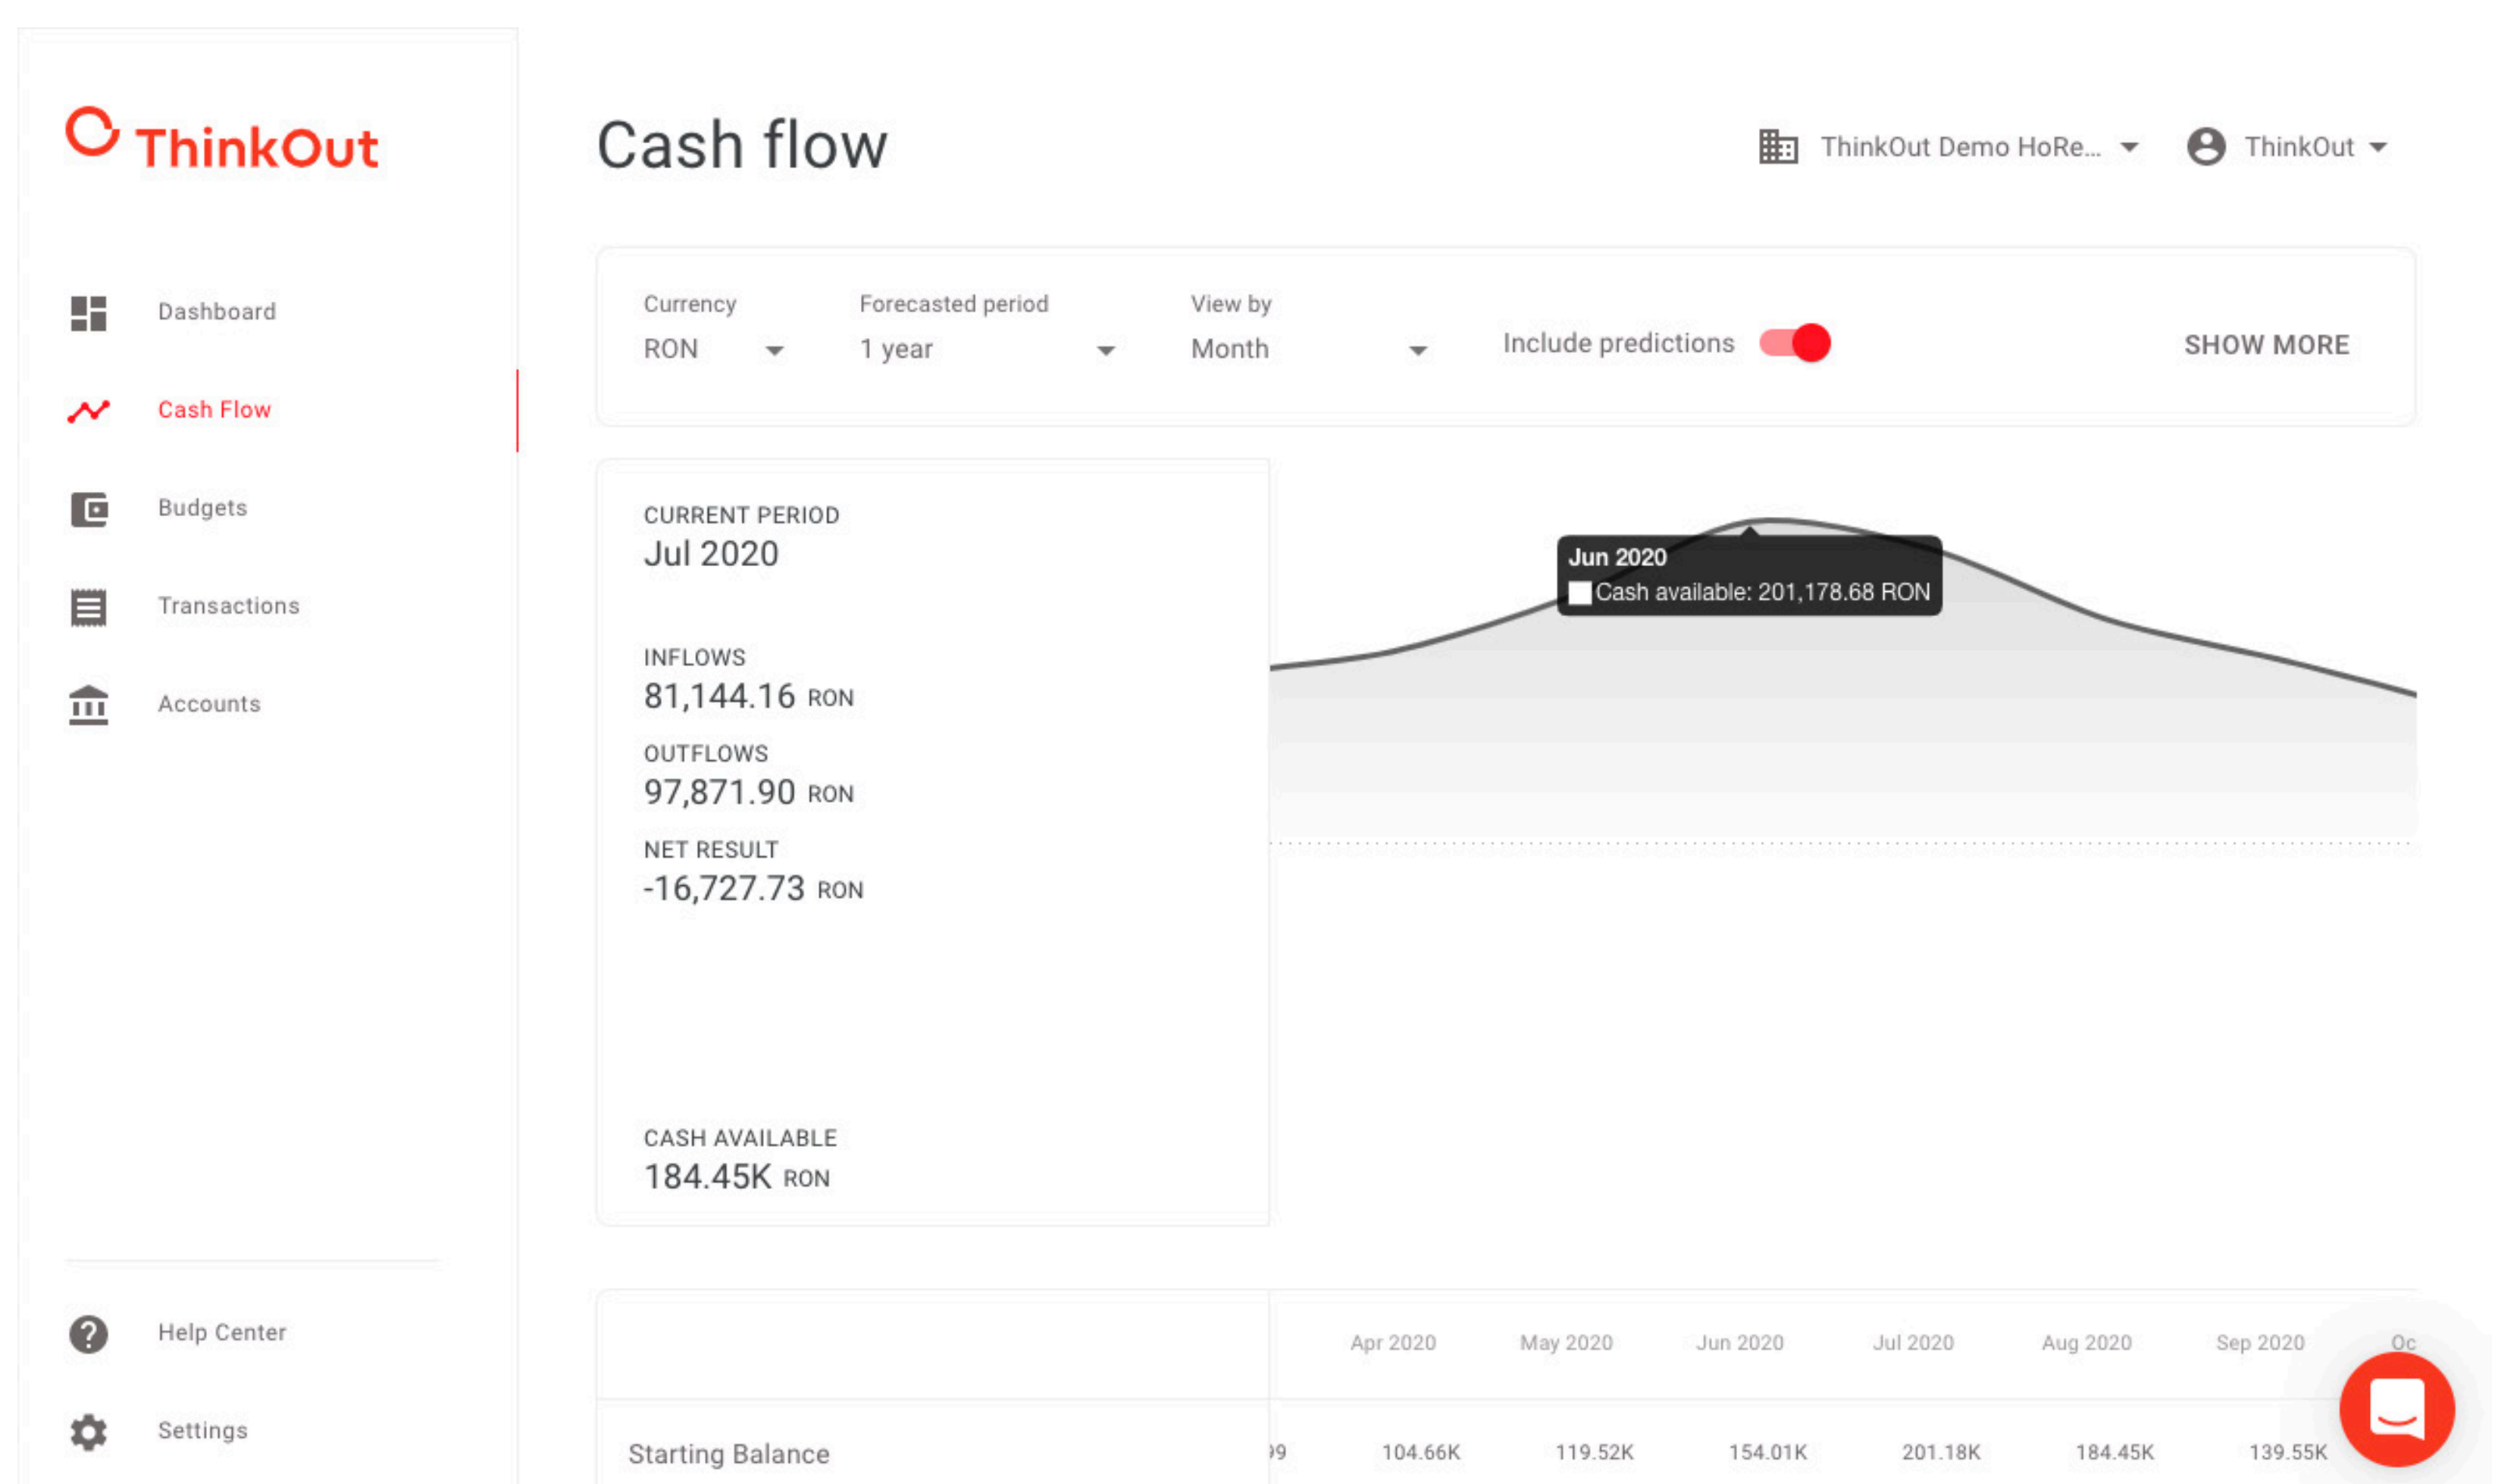 ThinkOut
Cash flow
ThinkOut Demo HoRe...
ThinkOut
Dashboard
Cash Flow
Budgets
Transactions
Accounts
Help Center
Settings
Currency
RON
Forecasted period
1 year
View by
Month
Include predictions
SHOW MORE
CURRENT PERIOD
Jul 2020
INFLOWS
81,144.16 RON
OUTFLOWS
97,871.90 RON
NET RESULT
-16,727.73 RON
CASH AVAILABLE
184.45K RON
Jun 2020
Cash available: 201,178.68 RON
Apr 2020 May 2020 Jun 2020 Jul 2020 Aug 2020 Sep 2020 Oc
Starting Balance 99 104.66K 119.52K 154.01K 201.18K 184.45K 139.55K